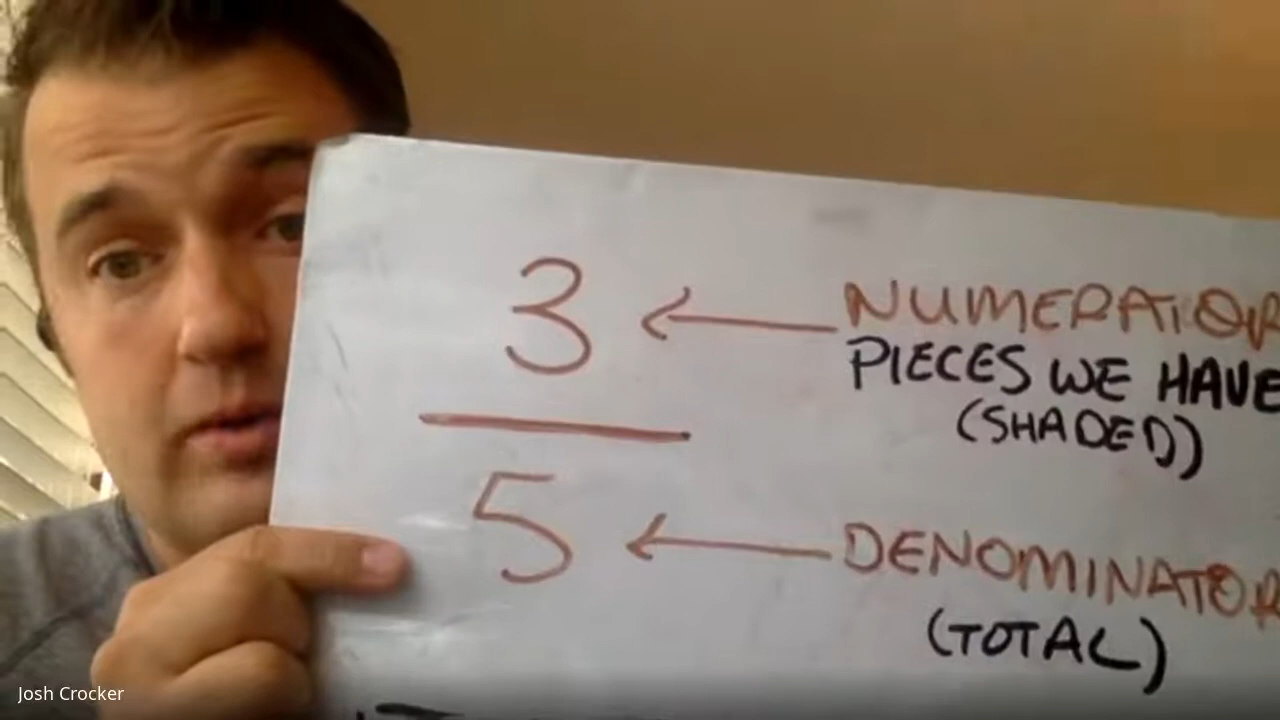 3
NUMERATOR
PIECES WE HAVE
(SHADED)
5
DENOMINATOR
(TOTAL)
Josh Crocker